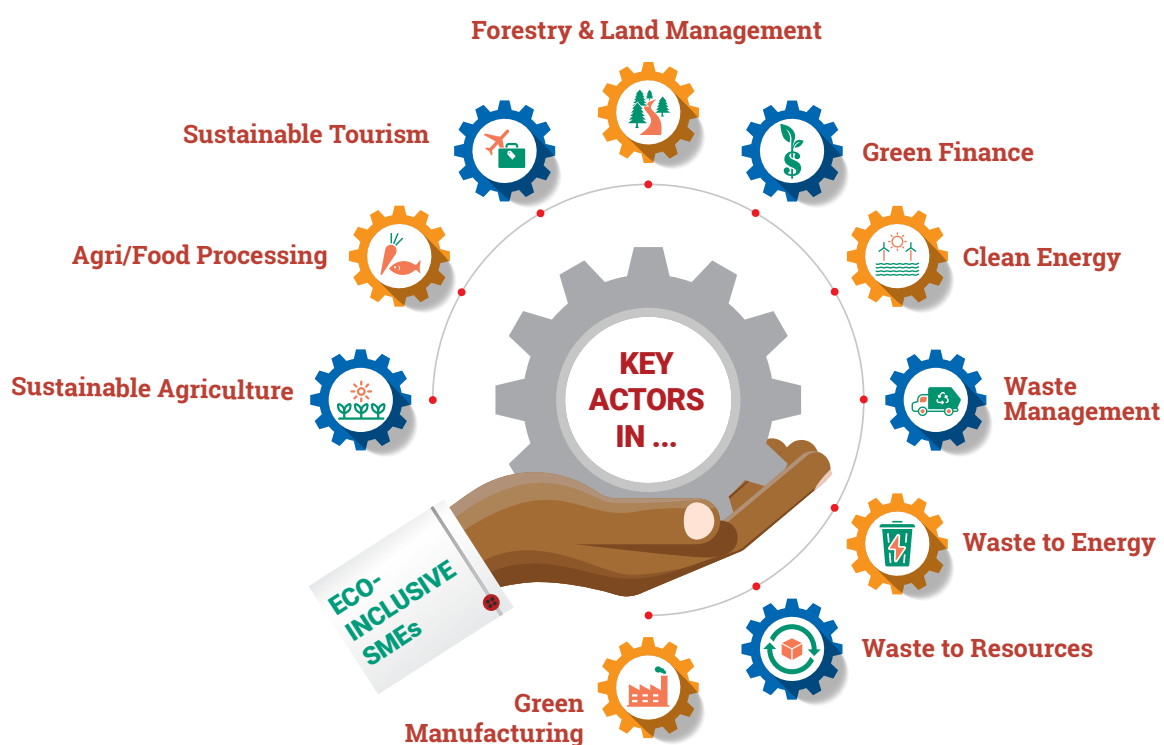 Forestry & Land Management
Sustainable Tourism
Green Finance
Agri/Food Processing
Clean Energy
Sustainable Agriculture
Waste
Management
KEY
ACTORS
IN ...
Waste to Energy
ECO-
INCLUSIVE
SMEs
Waste to Resources
Green
Manufacturing